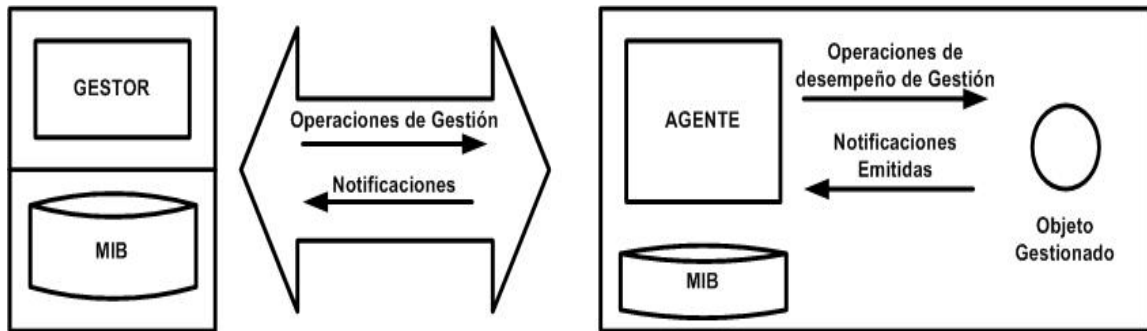 GESTOR
MIB
Operaciones de Gestión
Notificaciones
AGENTE
MIB
Operaciones de
desempeño de Gestión
Notificaciones
Emitidas
Objeto
Gestionado